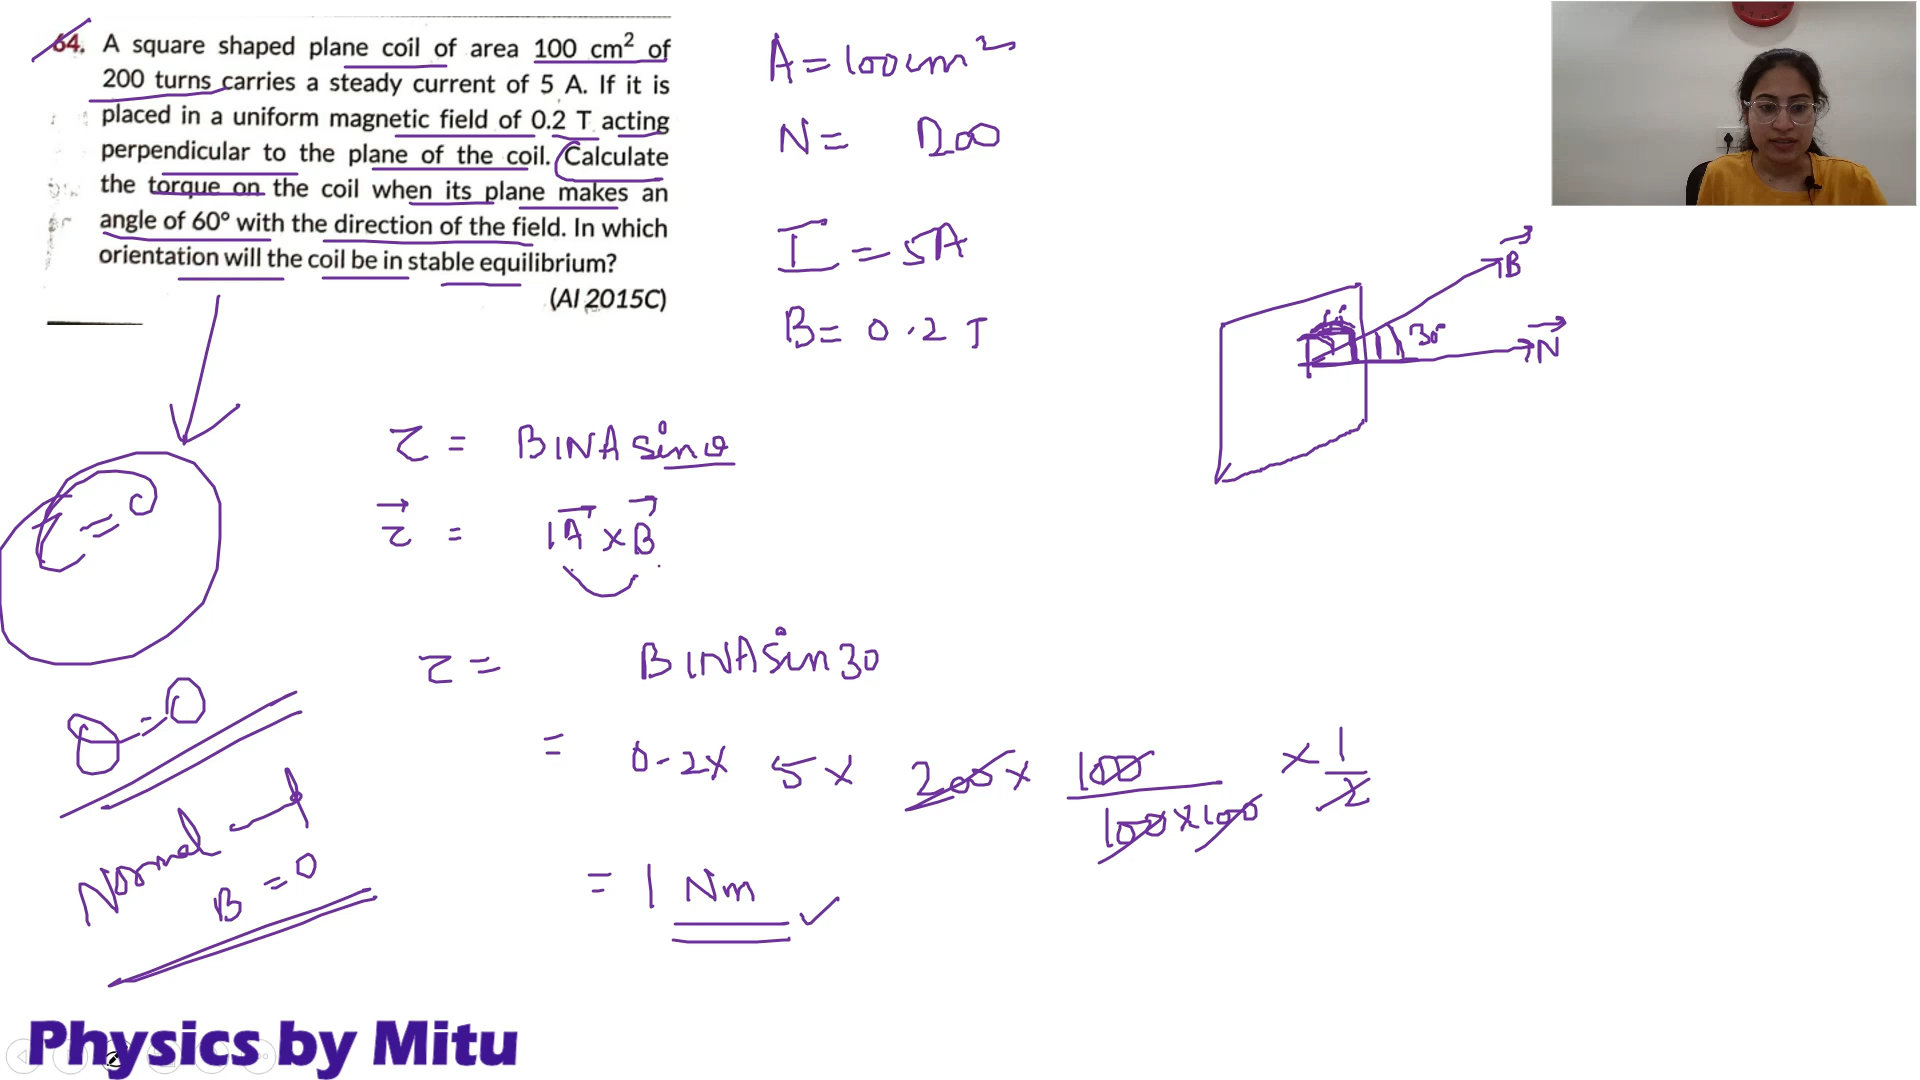 64. A square shaped plane coil of area 100 cm² of
200 turns carries a steady current of 5 A. If it is
placed in a uniform magnetic field of 0.2 T acting
perpendicular to the plane of the coil. Calculate
the torque on the coil when its plane makes an
angle of 60° with the direction of the field. In which
orientation will the coil be in stable equilibrium?
(AI 2015C)
A = 100cm²
N = 200
I = 5A
B = 0.2 T
B
60°
30°
N
τ = BINA sinθ
τ = IA × B
τ = 0
τ = BINA sin 30
= 0.2 × 5 × 200 × 100 / 100×100 × 1/2
= 1 Nm
θ = 0
Normal
B = 0
Physics by Mitu